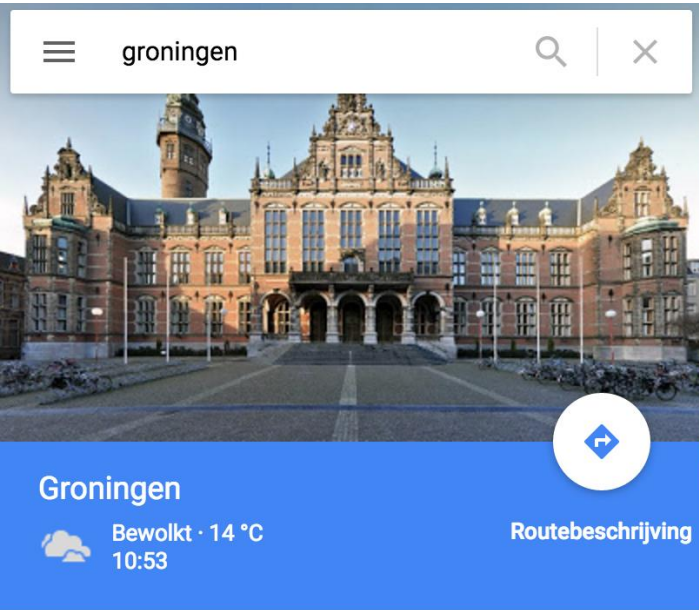 groningen
Groningen
Bewolkt · 14 °C
10:53
Routebeschrijving